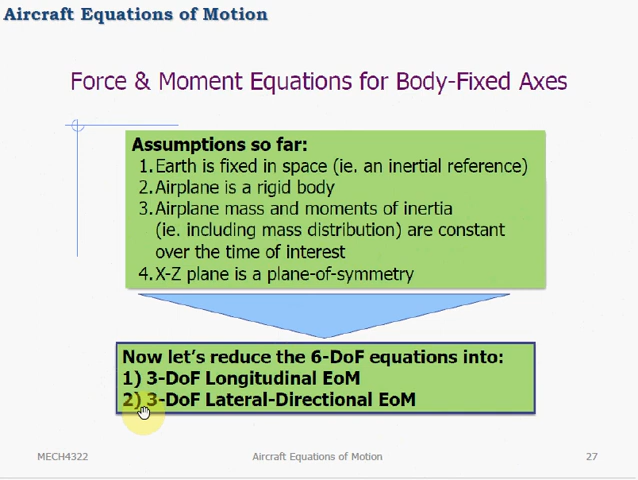 Aircraft Equations of Motion
Force & Moment Equations for Body-Fixed Axes
Assumptions so far:
1. Earth is fixed in space (ie. an inertial reference)
2. Airplane is a rigid body
3. Airplane mass and moments of inertia
(ie. including mass distribution) are constant
over the time of interest
4. X-Z plane is a plane-of-symmetry
Now let's reduce the 6-DoF equations into:
1) 3-DoF Longitudinal EoM
2) 3-DoF Lateral-Directional EoM
MECH4322 Aircraft Equations of Motion 27